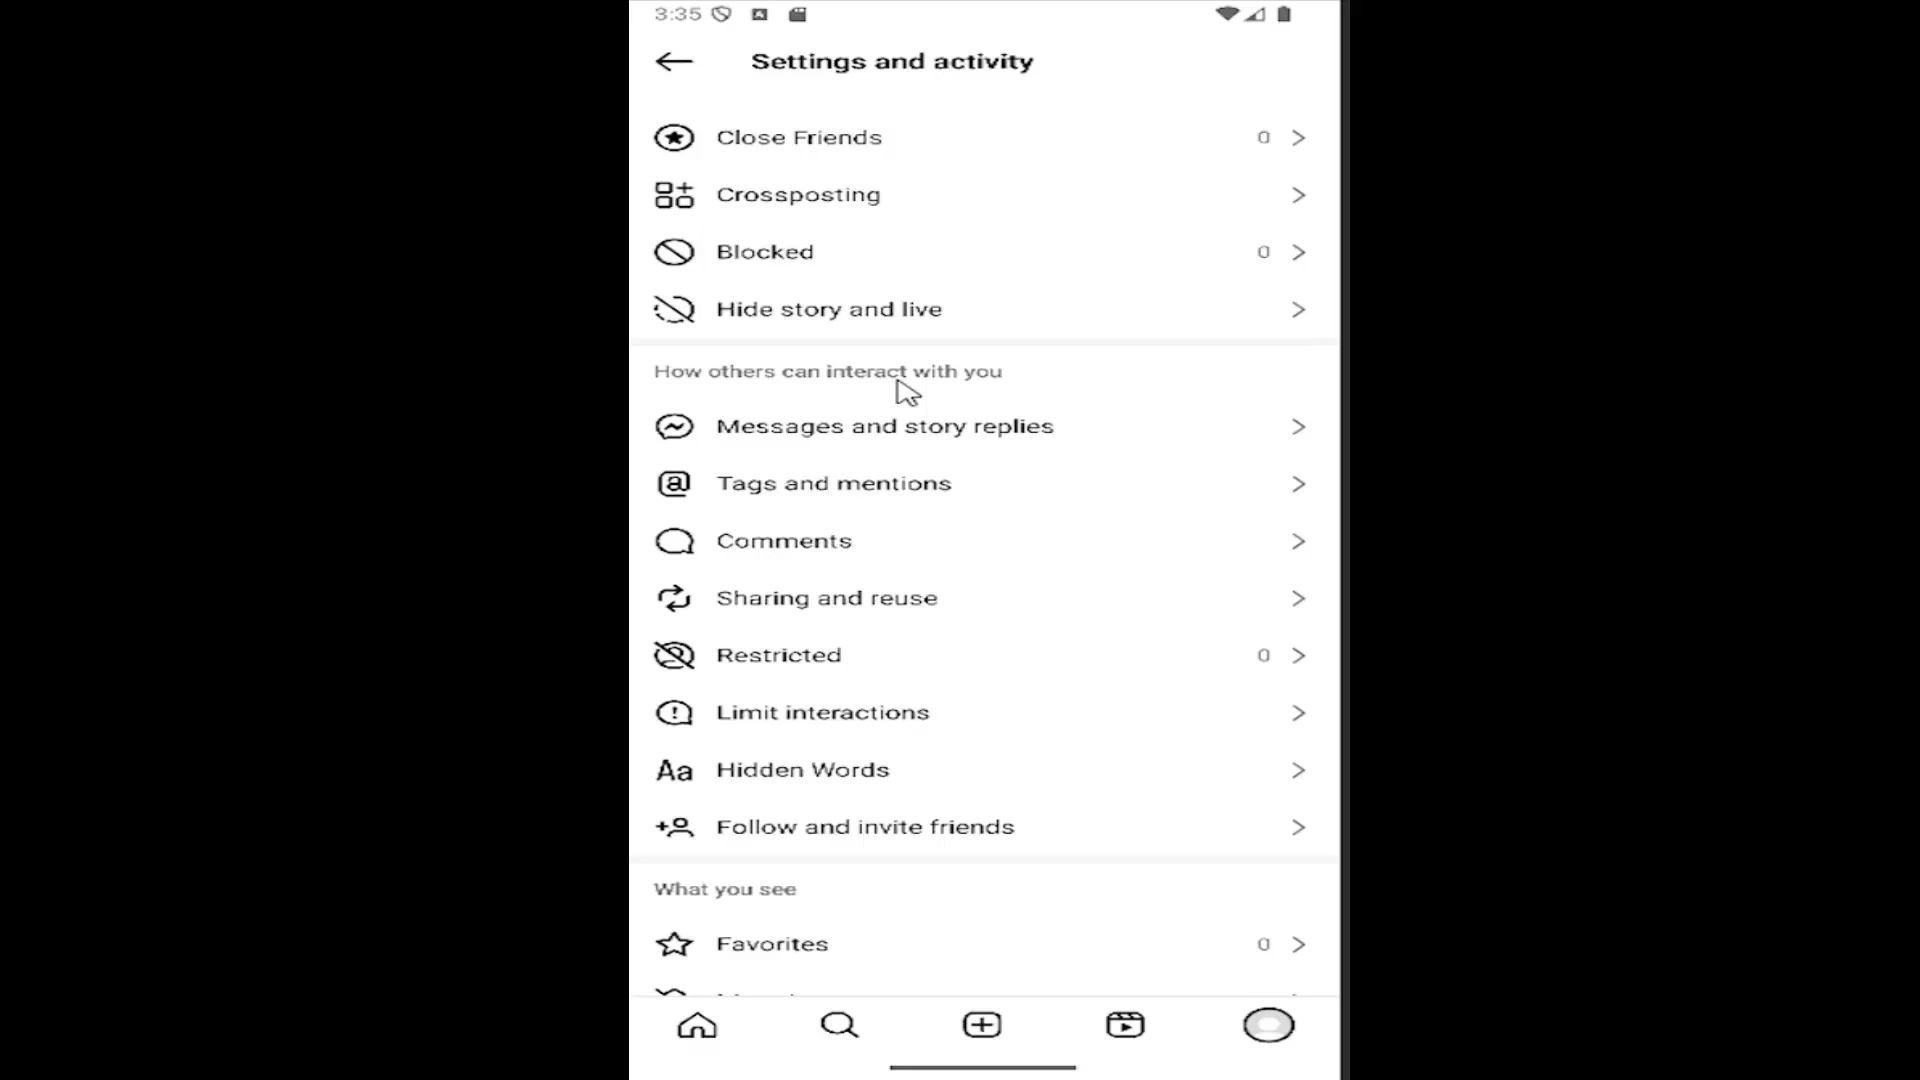 3:35
Settings and activity
Close Friends 0
Crossposting
Blocked 0
Hide story and live
How others can interact with you
Messages and story replies
Tags and mentions
Comments
Sharing and reuse
Restricted 0
Limit interactions
Aa Hidden Words
Follow and invite friends
What you see
Favorites 0